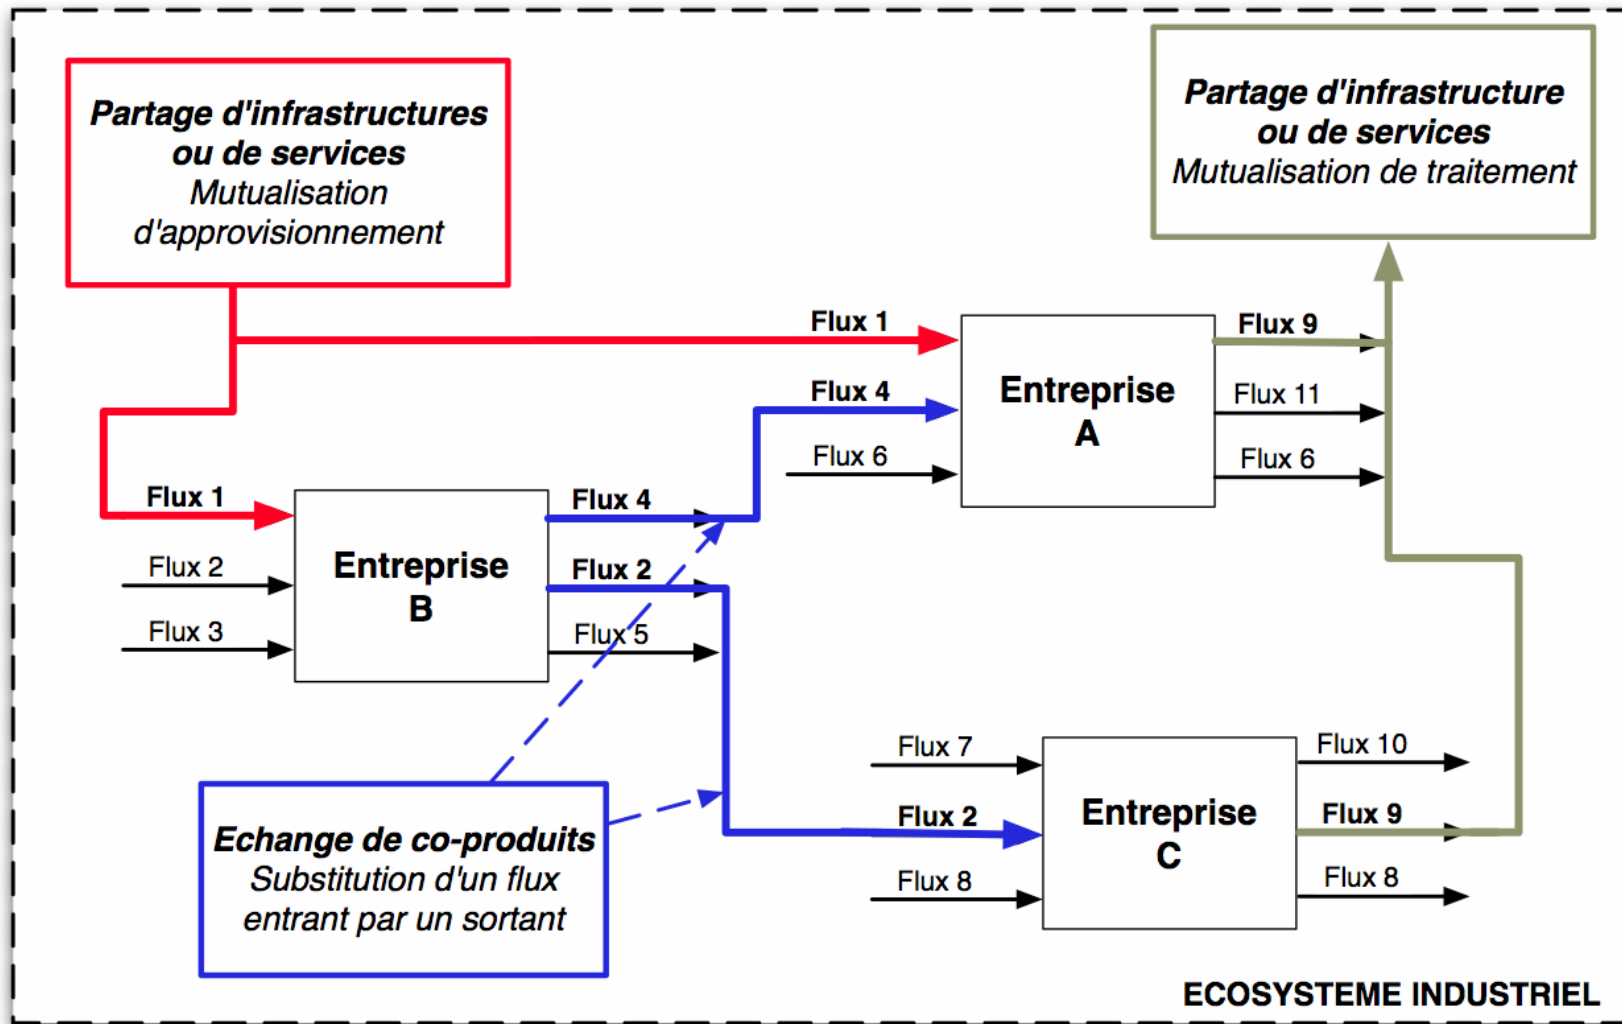 Partage d'infrastructures
ou de services
Mutualisation
d'approvisionnement
Partage d'infrastructure
ou de services
Mutualisation de traitement
Flux 1
Flux 4
Flux 6
Entreprise
A
Flux 9
Flux 11
Flux 6
Flux 1
Flux 2
Flux 3
Entreprise
B
Flux 4
Flux 2
Flux 5
Echange de co-produits
Substitution d'un flux
entrant par un sortant
Flux 7
Flux 2
Flux 8
Entreprise
C
Flux 10
Flux 9
Flux 8
ECOSYSTEME INDUSTRIEL